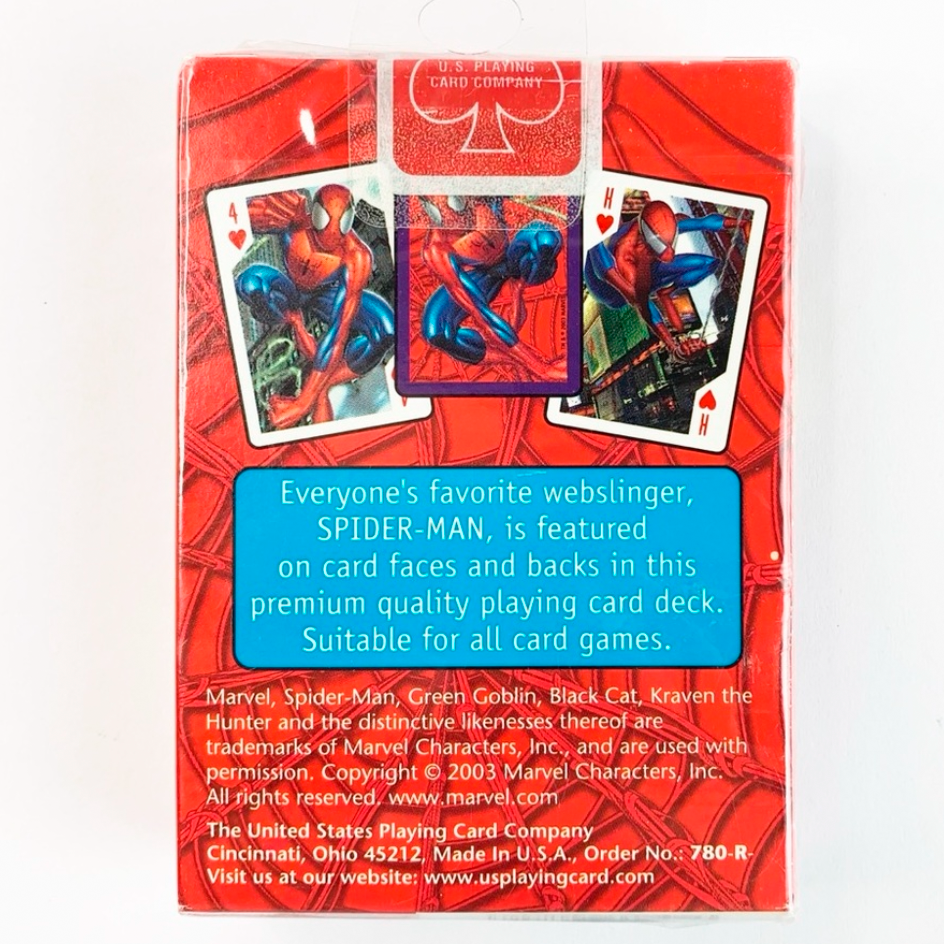 U.S. PLAYING
CARD COMPANY
4
H
H
Everyone's favorite webslinger,
SPIDER-MAN, is featured
on card faces and backs in this
premium quality playing card deck.
Suitable for all card games.
Marvel, Spider-Man, Green Goblin, Black Cat, Kraven the
Hunter and the distinctive likenesses thereof are
trademarks of Marvel Characters, Inc., and are used with
permission. Copyright © 2003 Marvel Characters, Inc.
All rights reserved. www.marvel.com
The United States Playing Card Company
Cincinnati, Ohio 45212, Made In U.S.A., Order No.: 780-R-
Visit us at our website: www.usplayingcard.com